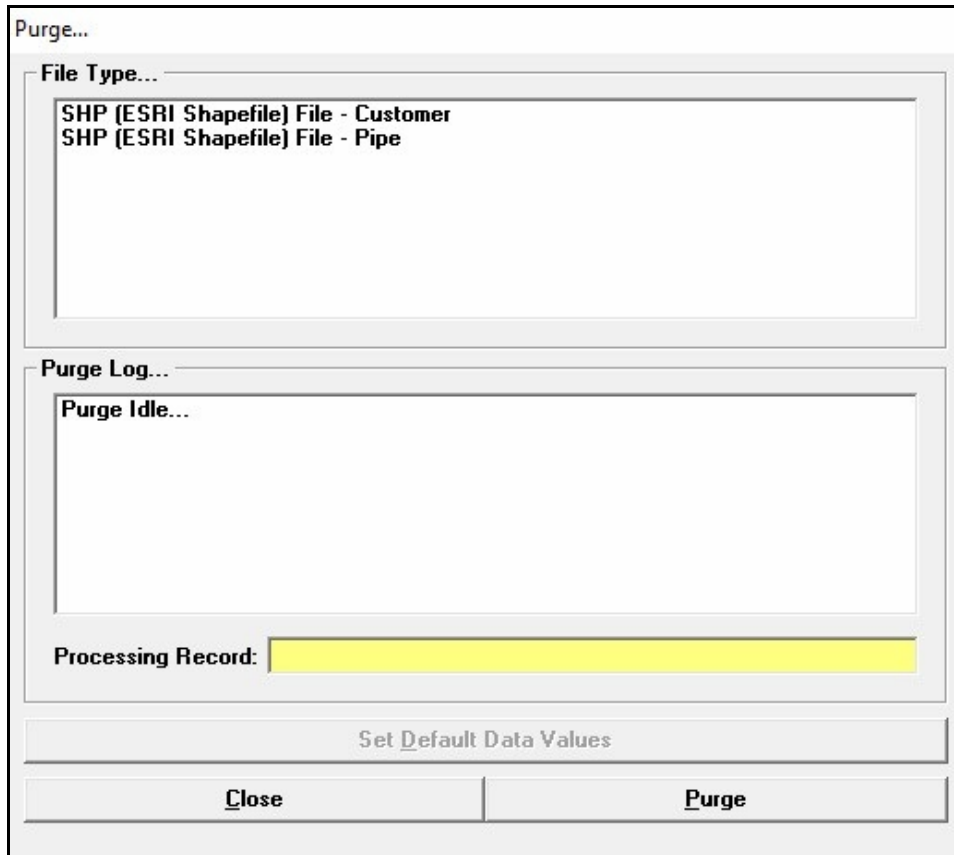 Purge...
File Type...
SHP (ESRI Shapefile) File - Customer
SHP (ESRI Shapefile) File - Pipe
Purge Log...
Purge Idle...
Processing Record:
Set Default Data Values
Close
Purge